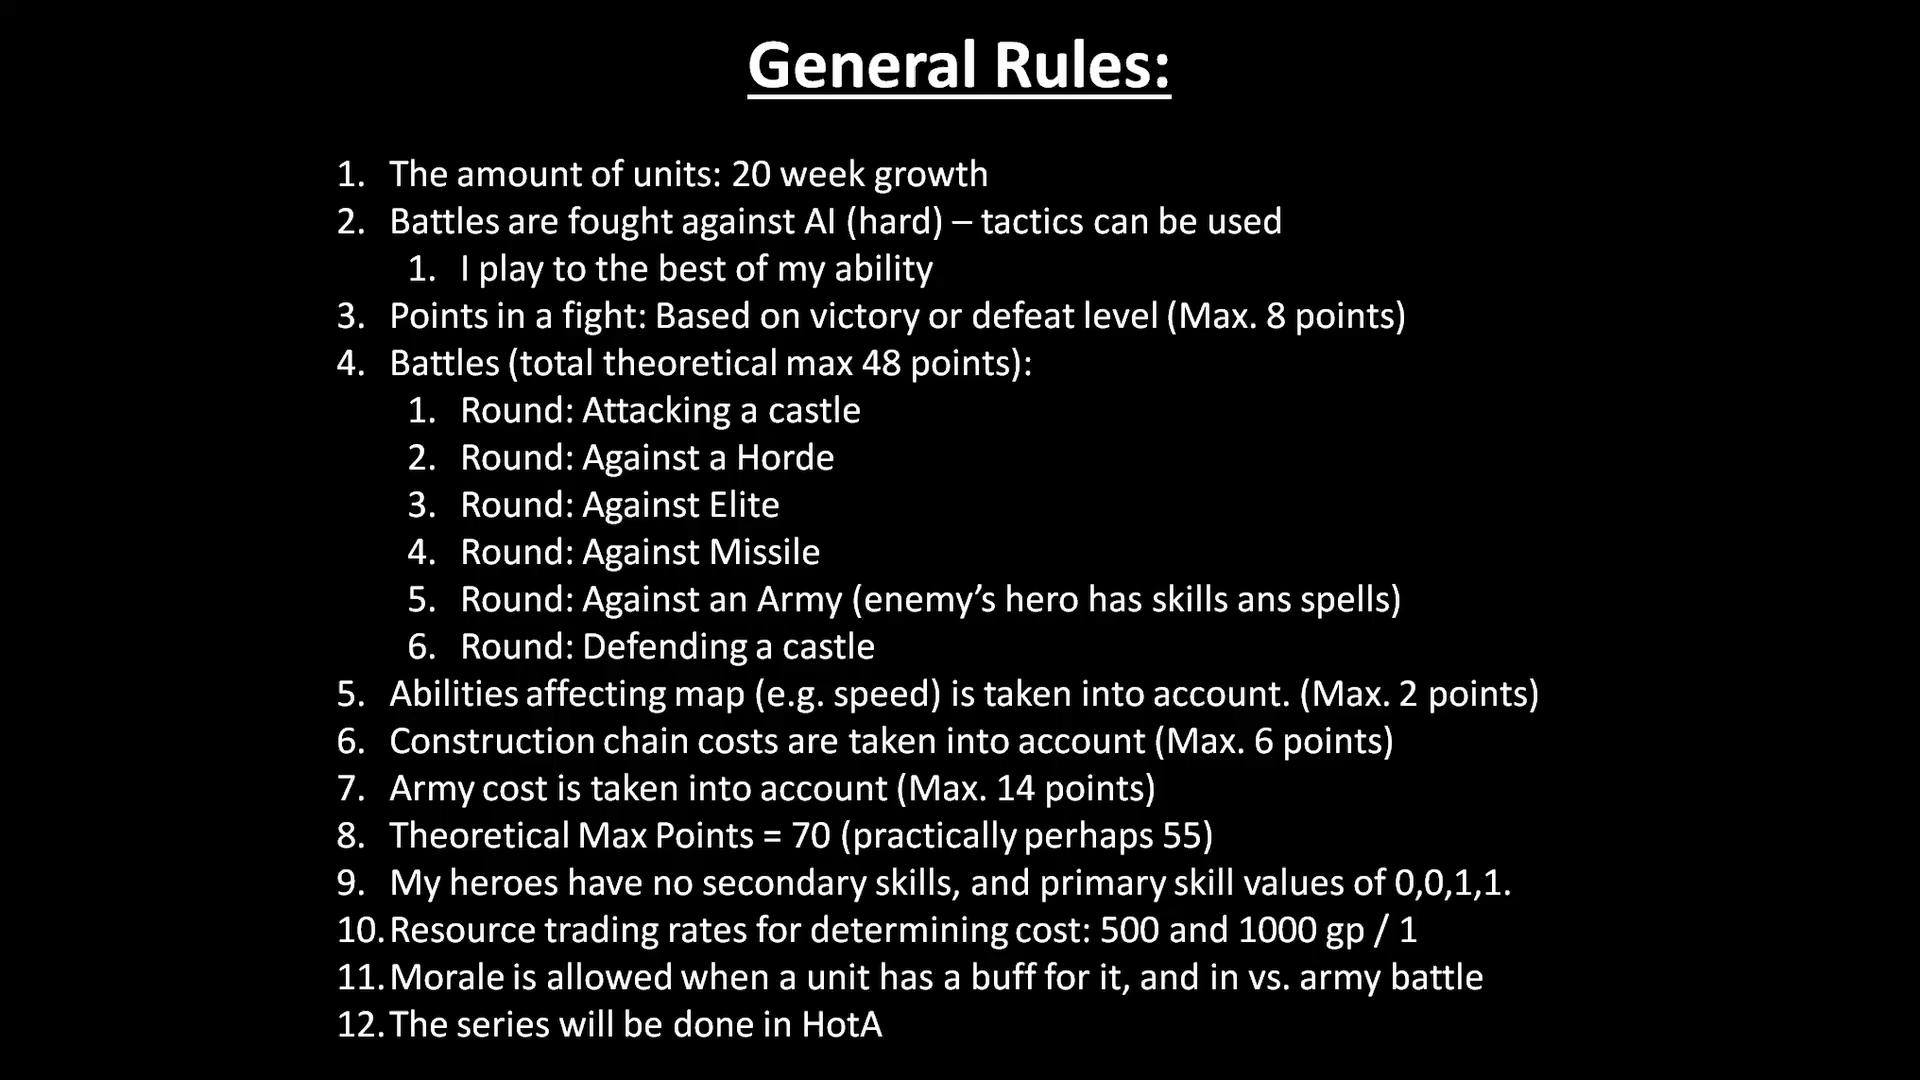 General Rules:
1. The amount of units: 20 week growth
2. Battles are fought against AI (hard) – tactics can be used
1. I play to the best of my ability
3. Points in a fight: Based on victory or defeat level (Max. 8 points)
4. Battles (total theoretical max 48 points):
1. Round: Attacking a castle
2. Round: Against a Horde
3. Round: Against Elite
4. Round: Against Missile
5. Round: Against an Army (enemy’s hero has skills ans spells)
6. Round: Defending a castle
5. Abilities affecting map (e.g. speed) is taken into account. (Max. 2 points)
6. Construction chain costs are taken into account (Max. 6 points)
7. Army cost is taken into account (Max. 14 points)
8. Theoretical Max Points = 70 (practically perhaps 55)
9. My heroes have no secondary skills, and primary skill values of 0,0,1,1.
10. Resource trading rates for determining cost: 500 and 1000 gp / 1
11. Morale is allowed when a unit has a buff for it, and in vs. army battle
12. The series will be done in HotA